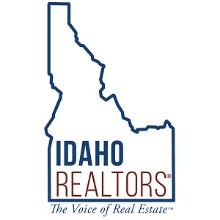 IDAHO
REALTORS®
The Voice of Real Estate™